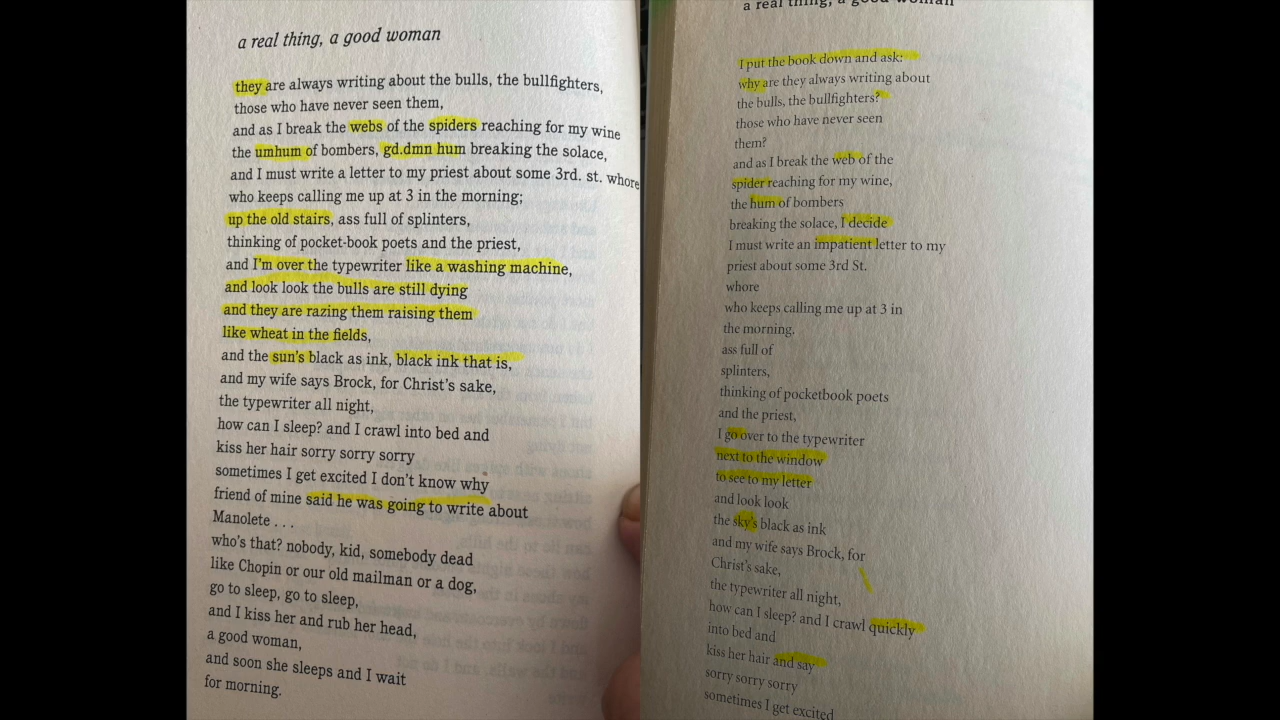 a real thing, a good woman
they are always writing about the bulls, the bullfighters,
those who have never seen them,
and as I break the webs of the spiders reaching for my wine
the umhum of bombers, gd.dmn hum breaking the solace,
and I must write a letter to my priest about some 3rd. st. whore
who keeps calling me up at 3 in the morning;
up the old stairs, ass full of splinters,
thinking of pocket-book poets and the priest,
and I'm over the typewriter like a washing machine,
and look look the bulls are still dying
and they are razing them raising them
like wheat in the fields,
and the sun's black as ink, black ink that is,
and my wife says Brock, for Christ's sake,
the typewriter all night,
how can I sleep? and I crawl into bed and
kiss her hair sorry sorry sorry
sometimes I get excited I don't know why
friend of mine said he was going to write about
Manolete . . .
who's that? nobody, kid, somebody dead
like Chopin or our old mailman or a dog,
go to sleep, go to sleep,
and I kiss her and rub her head,
a good woman,
and soon she sleeps and I wait
for morning.
a real thing, a good woman
I put the book down and ask:
why are they always writing about
the bulls, the bullfighters?
those who have never seen
them?
and as I break the web of the
spider reaching for my wine,
the hum of bombers
breaking the solace, I decide
I must write an impatient letter to my
priest about some 3rd St.
whore
who keeps calling me up at 3 in
the morning.
ass full of
splinters,
thinking of pocketbook poets
and the priest,
I go over to the typewriter
next to the window
to see to my letter
and look look
the sky's black as ink
and my wife says Brock, for
Christ's sake,
the typewriter all night,
how can I sleep? and I crawl quickly
into bed and
kiss her hair and say
sorry sorry sorry
sometimes I get excited